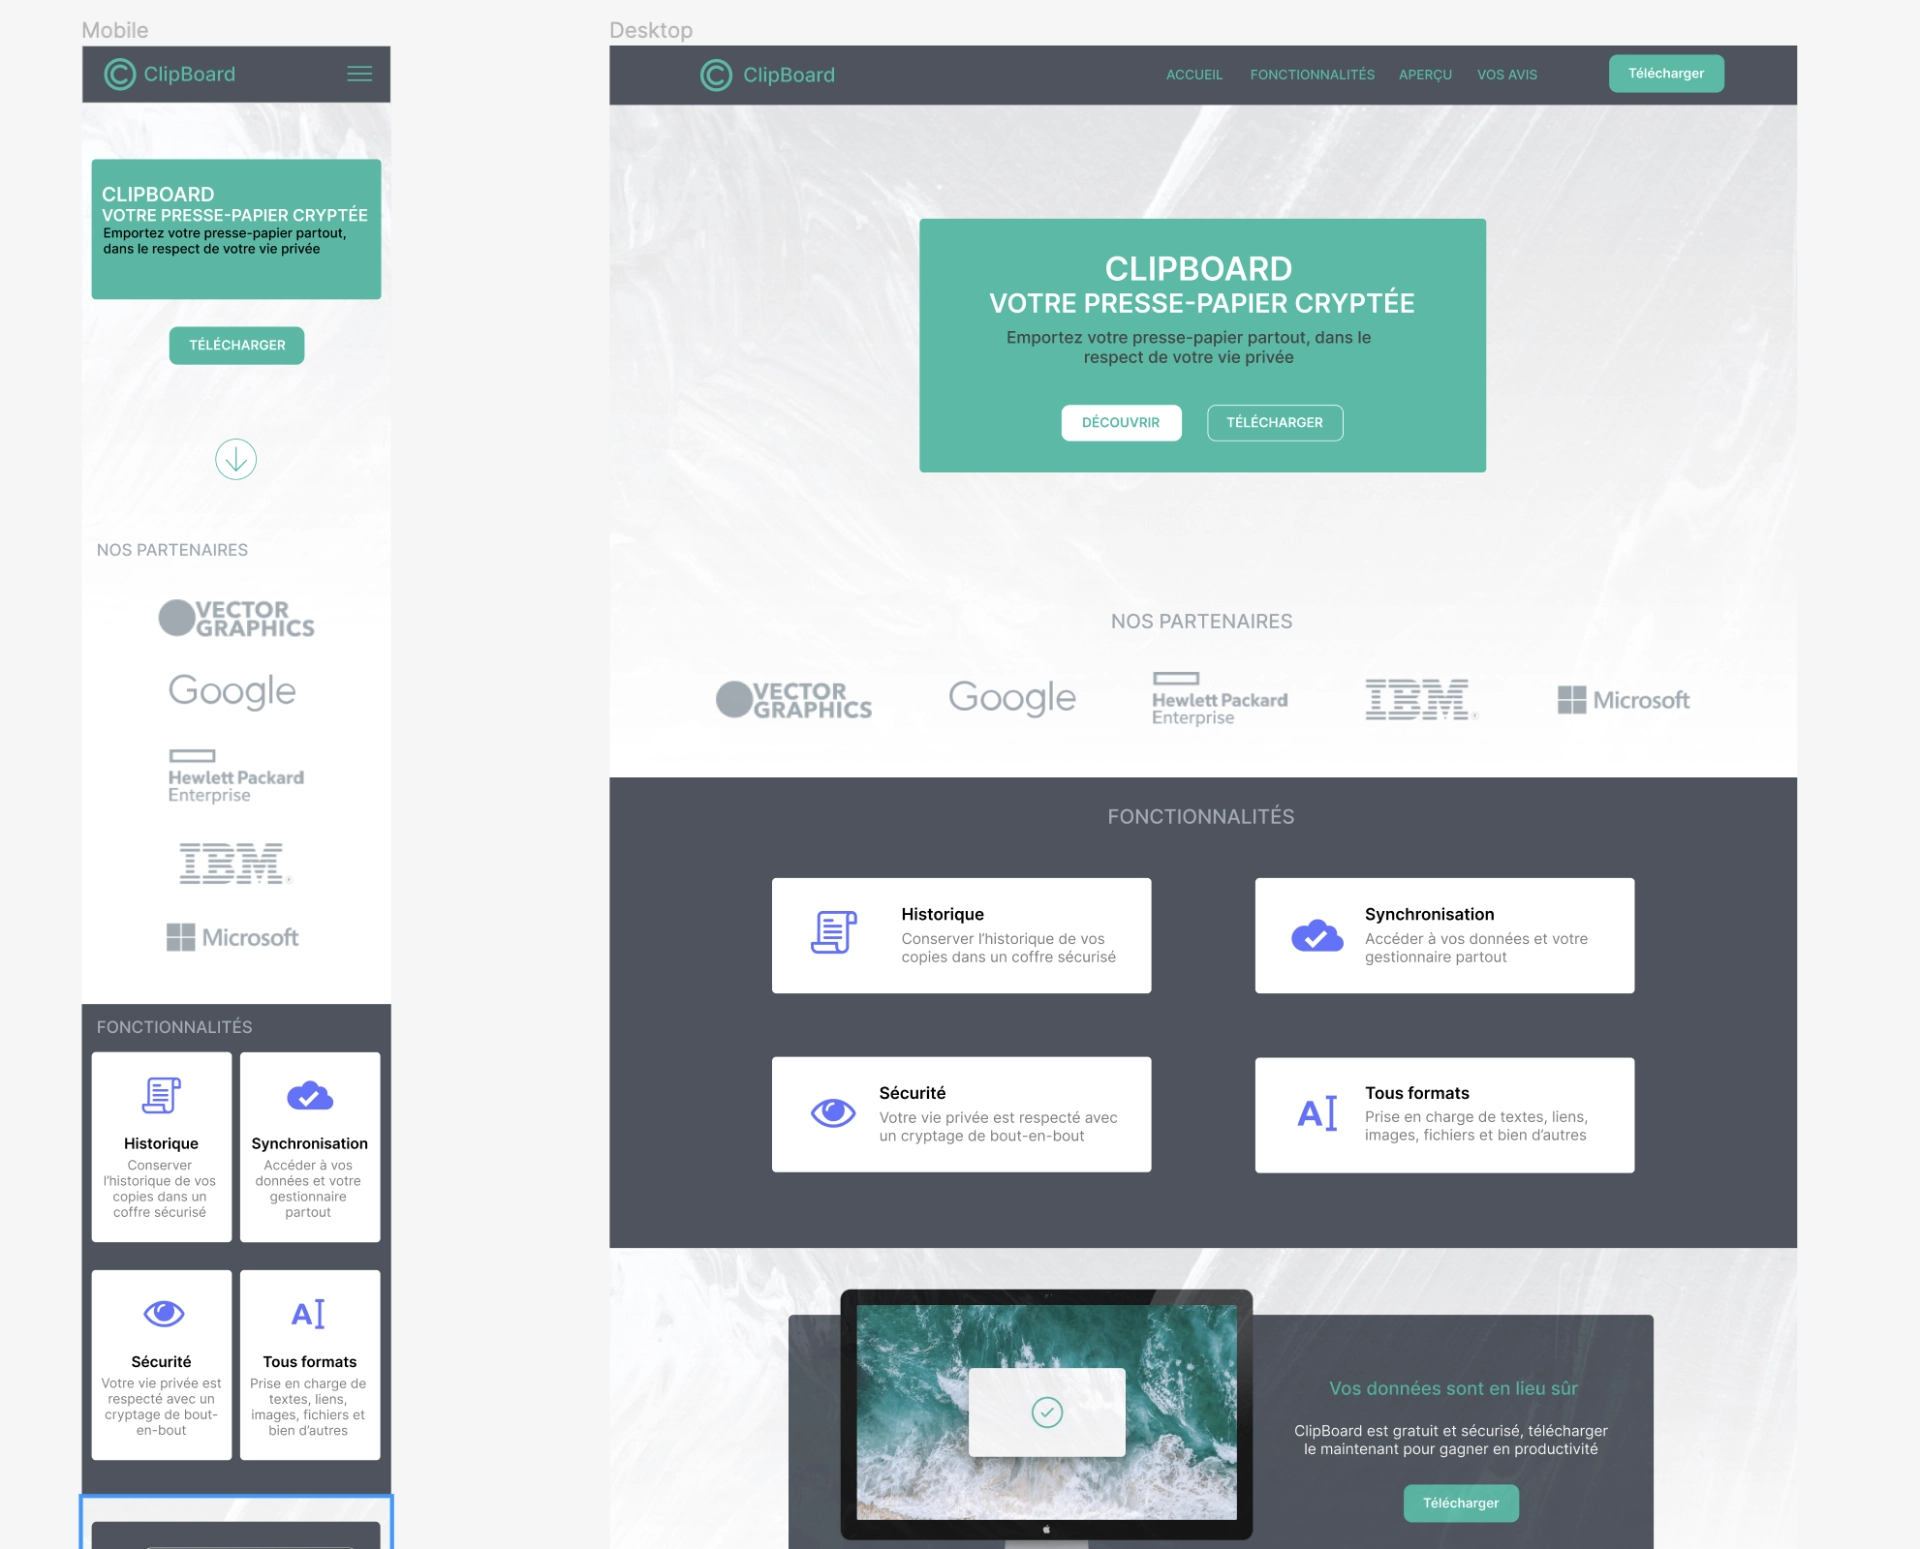 Mobile
ClipBoard
CLIPBOARD
VOTRE PRESSE-PAPIER CRYPTÉE
Emportez votre presse-papier partout,
dans le respect de votre vie privée
TÉLÉCHARGER
NOS PARTENAIRES
VECTOR
GRAPHICS
Google
Hewlett Packard
Enterprise
IBM
Microsoft
FONCTIONNALITÉS
Historique
Conserver
l'historique de vos
copies dans un
coffre sécurisé
Synchronisation
Accéder à vos
données et votre
gestionnaire
partout
Sécurité
Votre vie privée est
respecté avec un
cryptage de bout-
en-bout
Tous formats
Prise en charge de
textes, liens,
images, fichiers et
bien d'autres
Desktop
ClipBoard
ACCUEIL FONCTIONNALITÉS APERÇU VOS AVIS
Télécharger
CLIPBOARD
VOTRE PRESSE-PAPIER CRYPTÉE
Emportez votre presse-papier partout, dans le
respect de votre vie privée
DÉCOUVRIR
TÉLÉCHARGER
NOS PARTENAIRES
VECTOR
GRAPHICS
Google
Hewlett Packard
Enterprise
IBM
Microsoft
FONCTIONNALITÉS
Historique
Conserver l'historique de vos
copies dans un coffre sécurisé
Synchronisation
Accéder à vos données et votre
gestionnaire partout
Sécurité
Votre vie privée est respecté avec
un cryptage de bout-en-bout
Tous formats
Prise en charge de textes, liens,
images, fichiers et bien d'autres
Vos données sont en lieu sûr
ClipBoard est gratuit et sécurisé, télécharger
le maintenant pour gagner en productivité
Télécharger